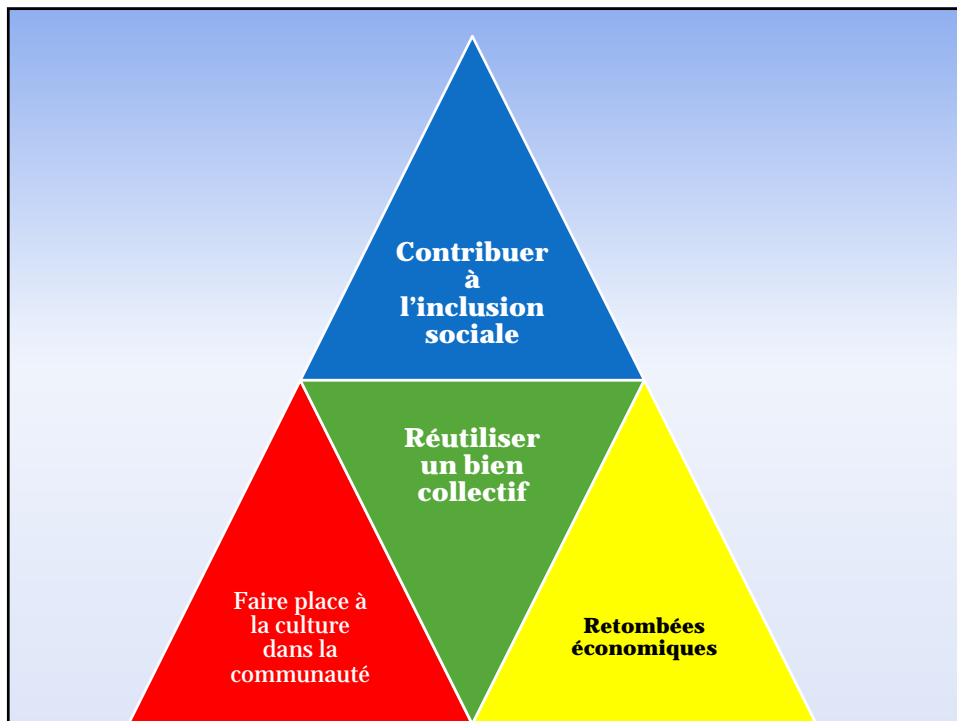 Contribuer
à
l’inclusion
sociale
Réutiliser
un bien
collectif
Faire place à
la culture
dans la
communauté
Retombées
économiques